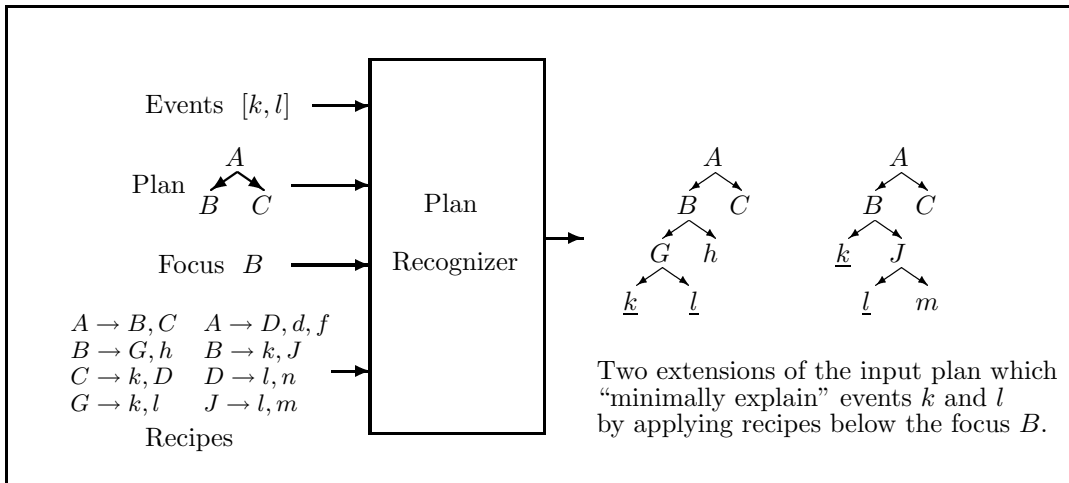 Events [k, l]
A
Plan
B C
Focus B
A → B, C A → D, d, f
B → G, h B → k, J
C → k, D D → l, n
G → k, l J → l, m
Recipes
Plan
Recognizer
A
B C
G h
k l
A
B C
k J
l m
Two extensions of the input plan which
“minimally explain” events k and l
by applying recipes below the focus B.